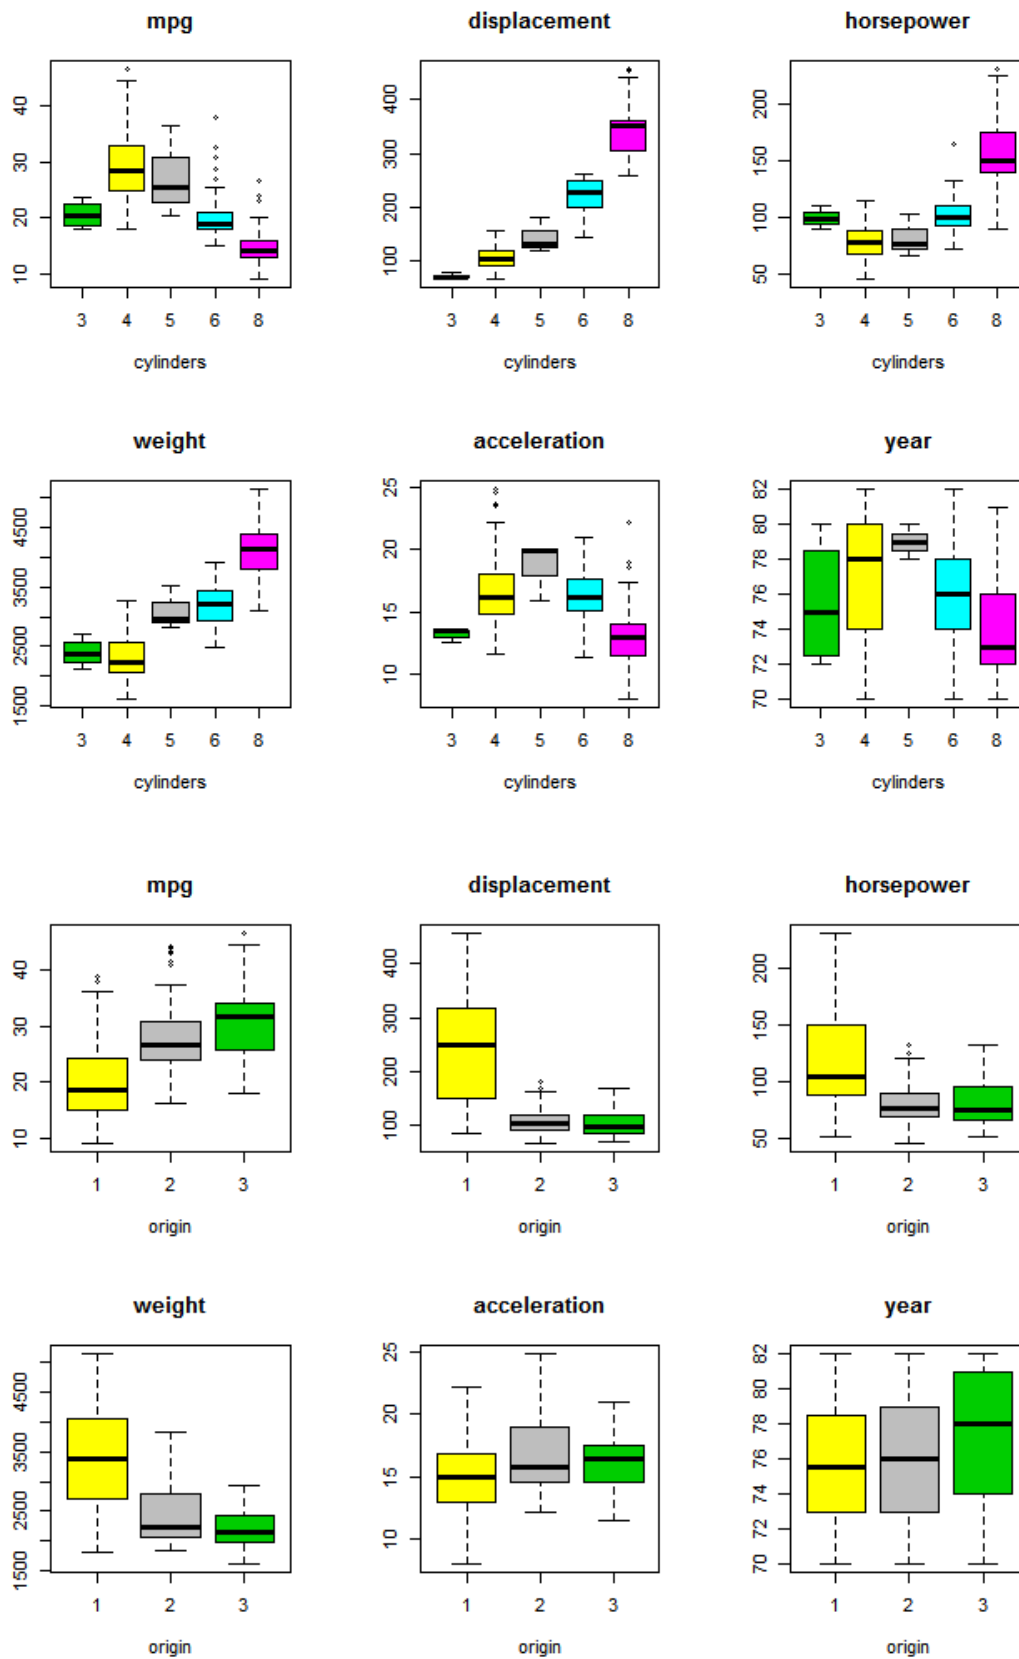 mpg displacement horsepower
10 20 30 40
100 200 300 400
50 100 150 200
3 4 5 6 8
3 4 5 6 8
3 4 5 6 8
cylinders cylinders cylinders
weight acceleration year
1500 2500 3500 4500
10 15 20 25
70 72 74 76 78 80 82
3 4 5 6 8
3 4 5 6 8
3 4 5 6 8
cylinders cylinders cylinders
mpg displacement horsepower
10 20 30 40
100 200 300 400
50 100 150 200
1 2 3
1 2 3
1 2 3
origin origin origin
weight acceleration year
1500 2500 3500 4500
10 15 20 25
70 72 74 76 78 80 82
1 2 3
1 2 3
1 2 3
origin origin origin